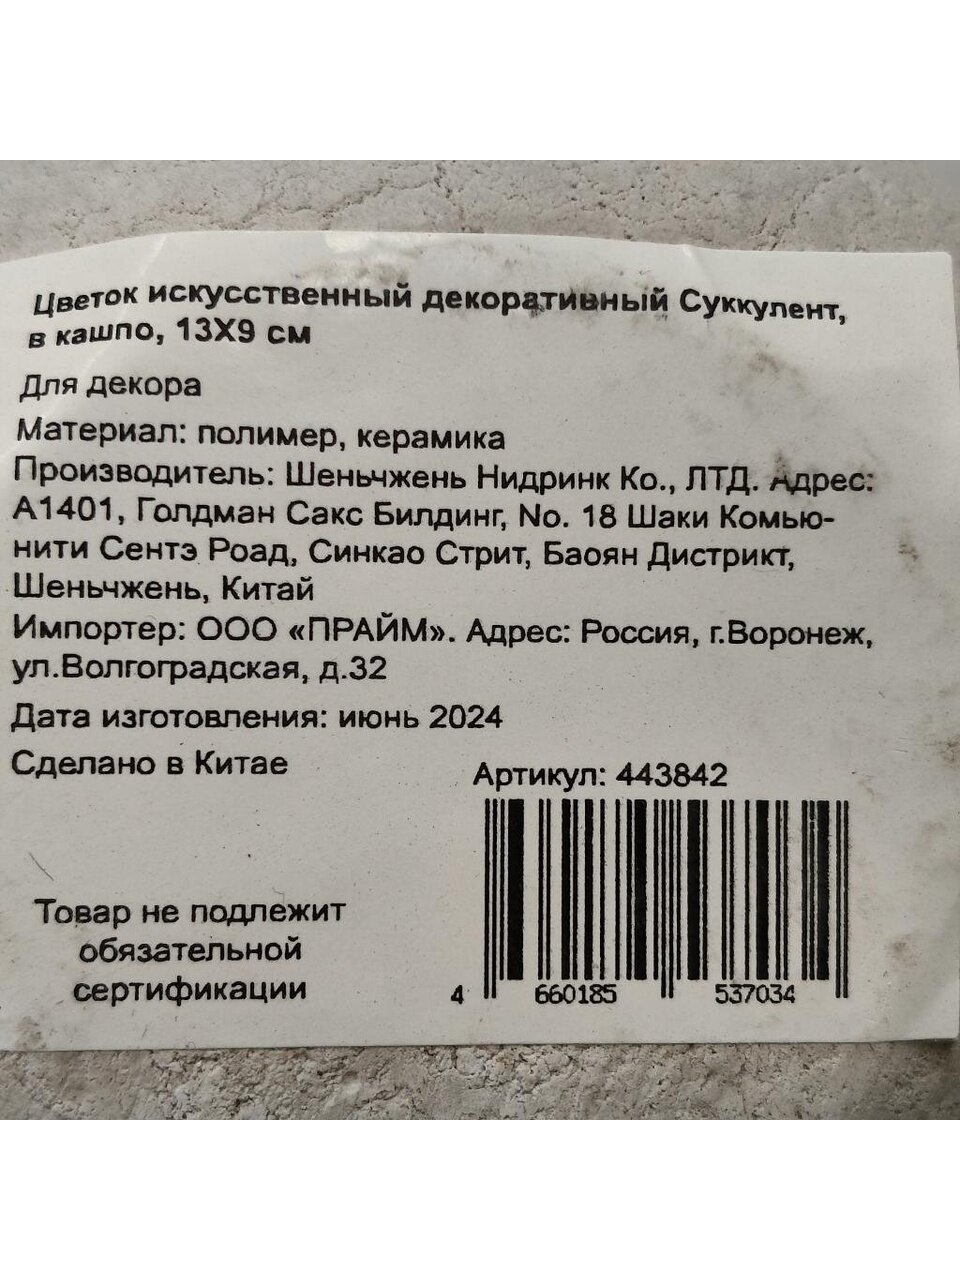 Цветок искусственный декоративный Суккулент,
в кашпо, 13X9 см
Для декора
Материал: полимер, керамика
Производитель: Шеньчжень Нидринк Ко., ЛТД. Адрес:
А1401, Голдман Сакс Билдинг, No. 18 Шаки Комью-
нити Сентэ Роад, Синкао Стрит, Баоян Дистрикт,
Шеньчжень, Китай
Импортер: ООО «ПРАЙМ». Адрес: Россия, г.Воронеж,
ул.Волгоградская, д.32
Дата изготовления: июнь 2024
Сделано в Китае
Артикул: 443842
Товар не подлежит
обязательной
сертификации
4 660185 537034